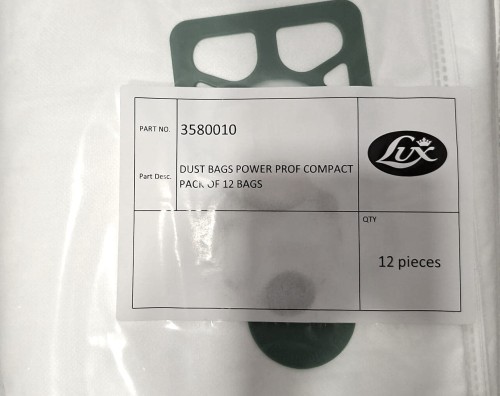 PART NO. 3580010
Lux
Part Desc. DUST BAGS POWER PROF COMPACT
PACK OF 12 BAGS
QTY
12 pieces